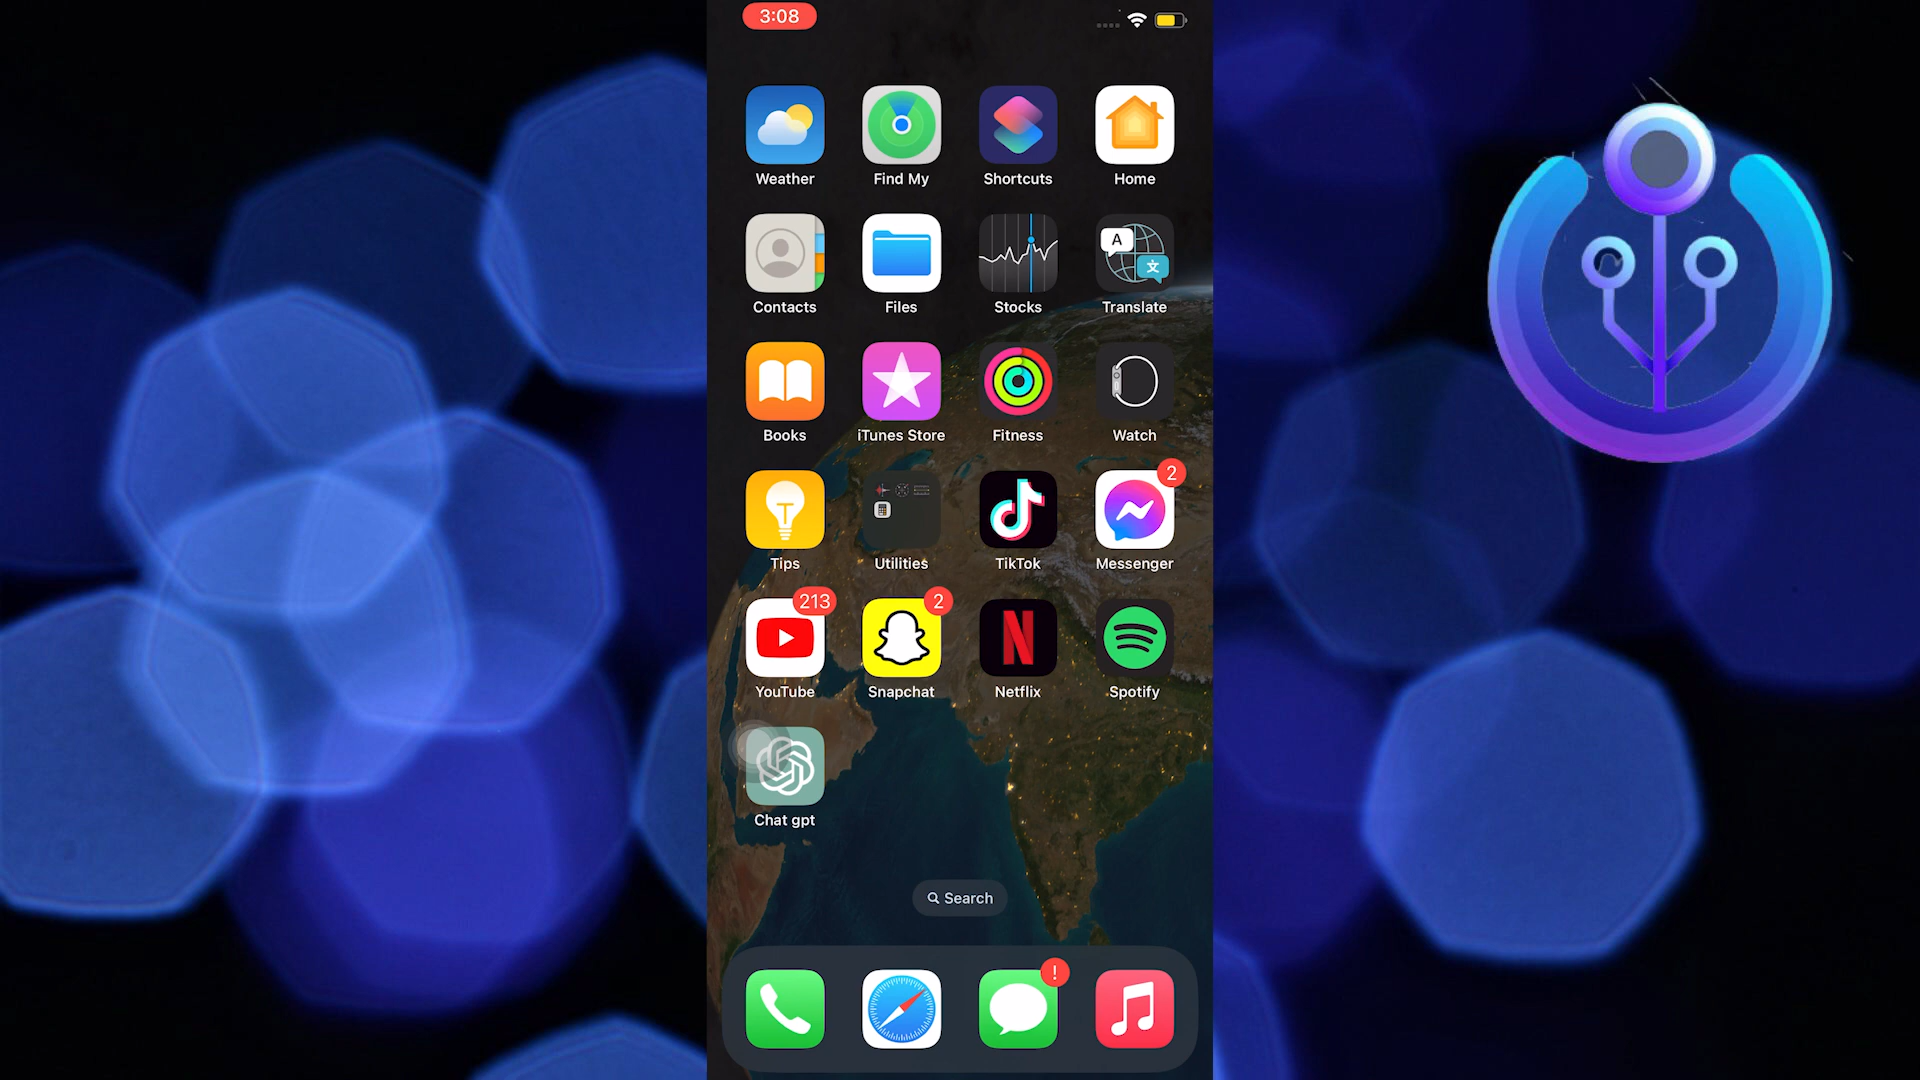 3:08
Weather Find My Shortcuts Home
A 文
Contacts Files Stocks Translate
Books iTunes Store Fitness Watch
2
Tips Utilities TikTok Messenger
213 2
N
YouTube Snapchat Netflix Spotify
Chat gpt
Search
!